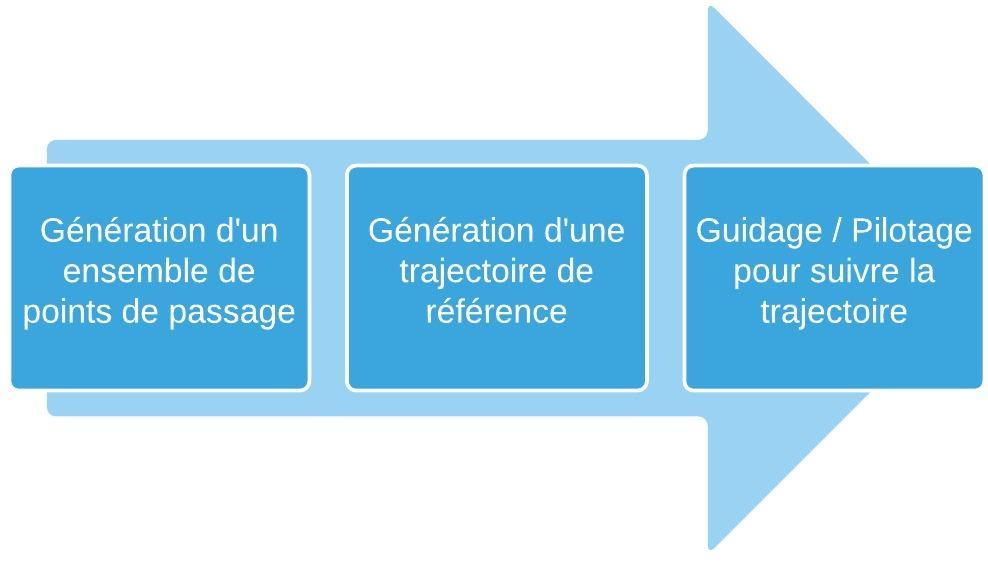 Génération d'un
ensemble de
points de passage
Génération d'une
trajectoire de
référence
Guidage / Pilotage
pour suivre la
trajectoire